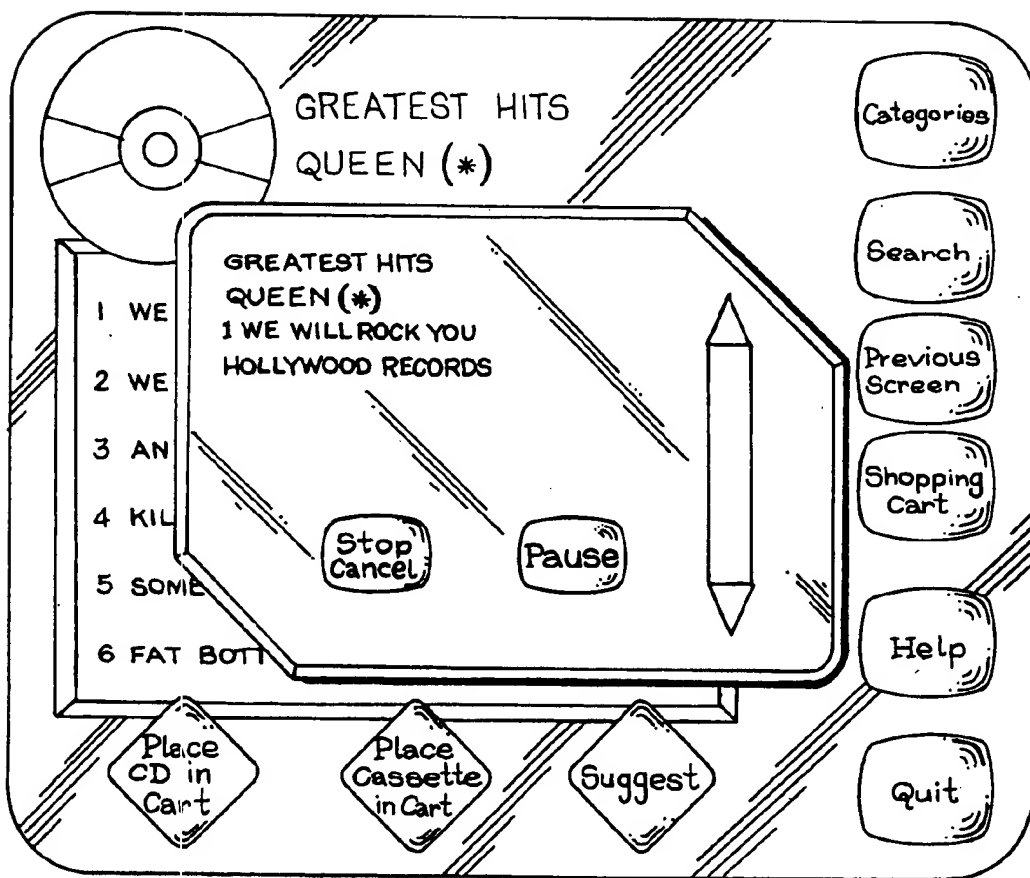 GREATEST HITS
QUEEN (*)
GREATEST HITS
QUEEN (*)
1 WE WILL ROCK YOU
HOLLYWOOD RECORDS
1 WE
2 WE
3 AN
4 KIL
5 SOME
6 FAT BOTT
Stop
Cancel
Pause
Place
CD in
Cart
Place
Cassette
in Cart
Suggest
Categories
Search
Previous
Screen
Shopping
Cart
Help
Quit